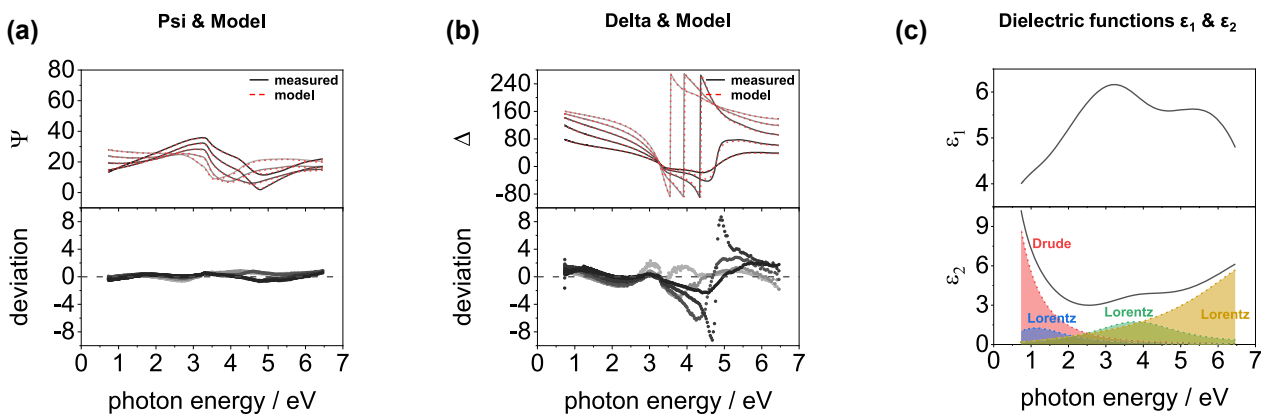 (a)
Psi & Model
80
60
40
20
0
Ψ
measured
model
8
4
0
-4
-8
deviation
0 1 2 3 4 5 6 7
photon energy / eV
(b)
Delta & Model
240
160
80
0
-80
Δ
measured
model
8
4
0
-4
-8
deviation
0 1 2 3 4 5 6 7
photon energy / eV
(c)
Dielectric functions ε₁ & ε₂
6
5
4
ε₁
9
6
3
0
ε₂
Drude
Lorentz
Lorentz
Lorentz
0 1 2 3 4 5 6 7
photon energy / eV